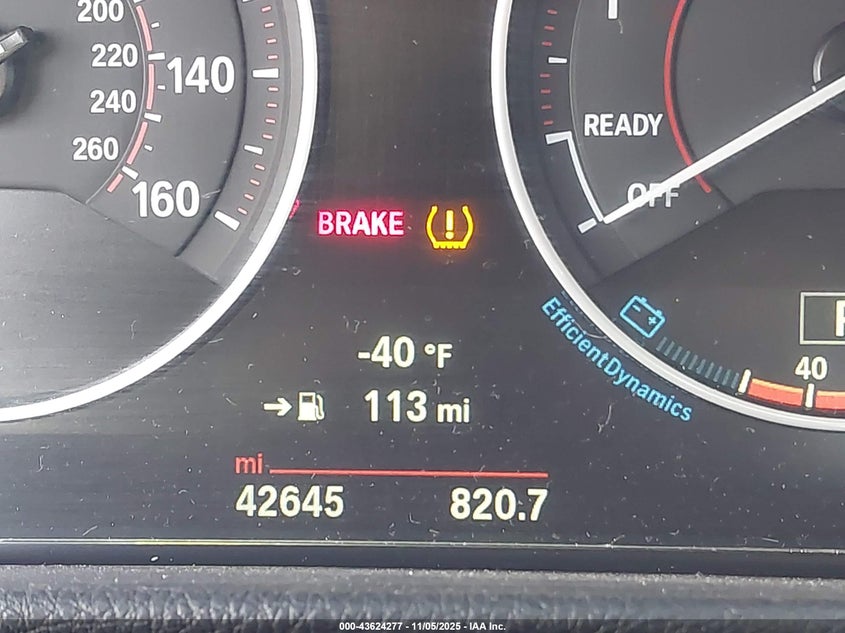 200
220
240
260
140
160
READY
OFF
BRAKE
-40 °F
113 mi
mi
42645
820.7
EfficientDynamics
40
000-43624277 - 11/05/2025 - IAA Inc.